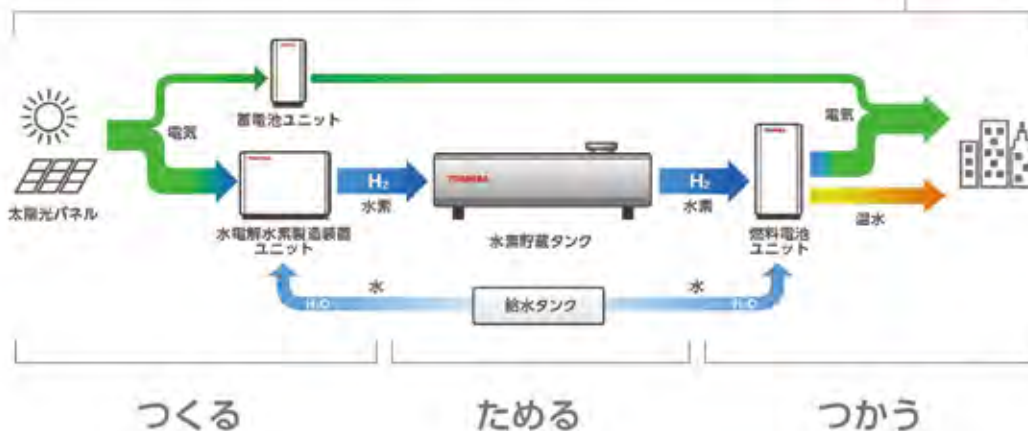 太陽光パネル
電気
蓄電池ユニット
水電解水素製造装置
ユニット
H₂
水素
TOSHIBA
水素貯蔵タンク
H₂
水素
燃料電池
ユニット
電気
温水
水
H₂O
給水タンク
水
H₂O
つくる
ためる
つかう